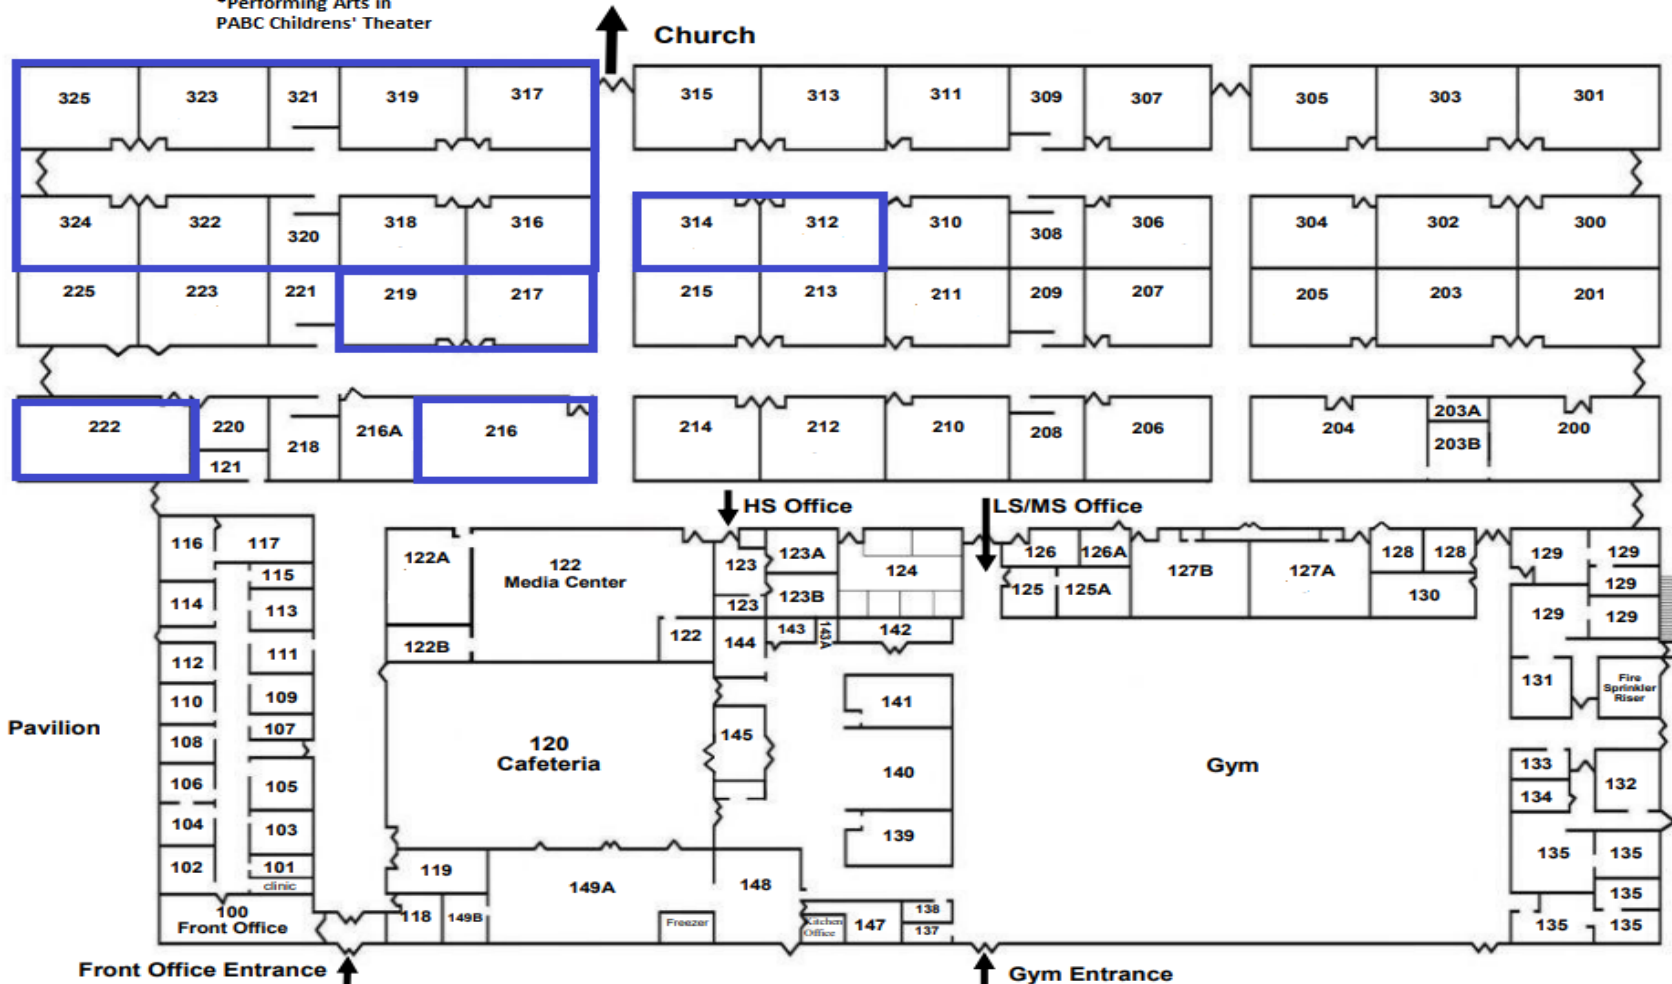 *Performing Arts in
PABC Childrens' Theater
Church
325 323 321 319 317 315 313 311 309 307 305 303 301
324 322 320 318 316 314 312 310 308 306 304 302 300
225 223 221 219 217 215 213 211 209 207 205 203 201
222 220 121 218 216A 216 214 212 210 208 206 204 203A 203B 200
HS Office
LS/MS Office
116 117
115
114 113
112 111
110 109
107
108
106 105
104 103
102 101
clinic
100
Front Office
Pavilion
122A
122
Media Center
122B
122
123
123
123A
123B
124
144 143 143A 142
141
145
140
139
120
Cafeteria
119
118 149B
149A
Freezer
148
Kitchen
Office
147
138
137
126 126A
125 125A
127B 127A
128 128
130
Gym
129 129
129
129 129
131
Fire
Sprinkler
Riser
133
134
132
135 135
135
135 135
Front Office Entrance
Gym Entrance